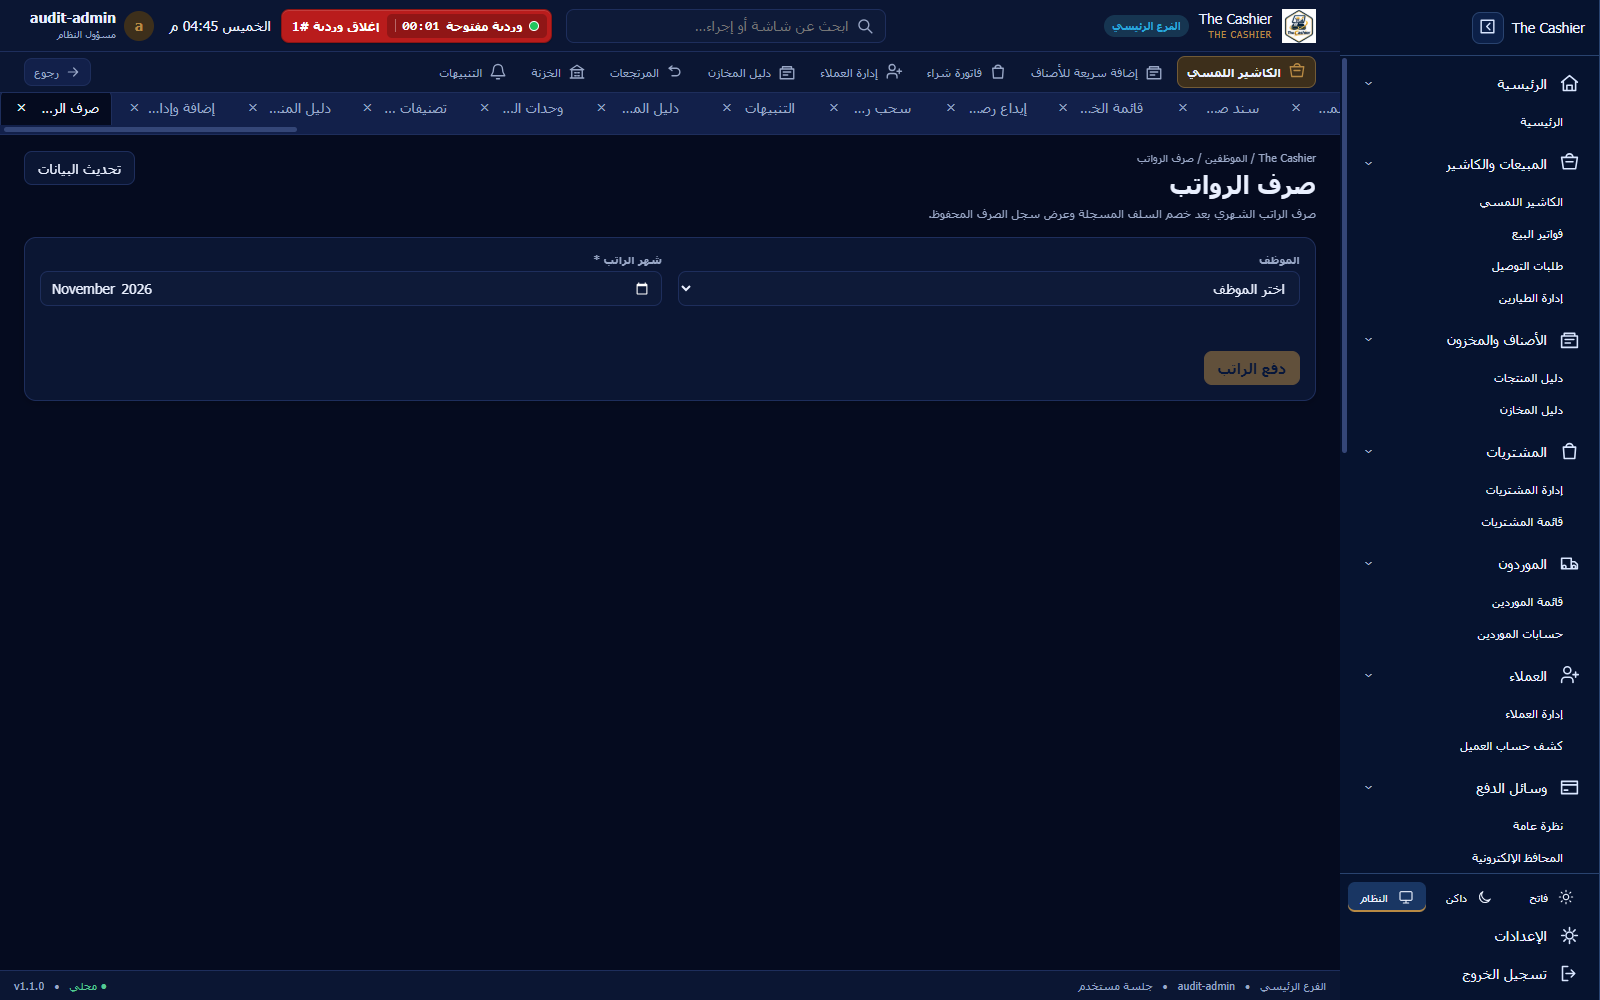 The Cashier
الرئيسية
الرئيسية
المبيعات والكاشير
الكاشير اللمسي
فواتير البيع
طلبات التوصيل
إدارة الطيارين
الأصناف والمخزون
دليل المنتجات
دليل المخازن
المشتريات
إدارة المشتريات
قائمة المشتريات
الموردون
قائمة الموردين
حسابات الموردين
العملاء
إدارة العملاء
كشف حساب العميل
وسائل الدفع
نظرة عامة
المحافظ الإلكترونية
فاتح داكن النظام
الإعدادات
تسجيل الخروج
The Cashier
THE CASHIER
الفرع الرئيسي
ابحث عن شاشة أو إجراء...
وردية مفتوحة 00:01 إغلاق وردية #1
الخميس 04:45 م
a
audit-admin
مسؤول النظام
الكاشير اللمسي إضافة سريعة للأصناف فاتورة شراء إدارة العملاء دليل المخازن المرتجعات الخزنة التنبيهات رجوع
سند صـ... × قائمة الخـ... × إيداع رصـ... × سحب ر... × التنبيهات × دليل المـ... × وحدات الـ... × تصنيفات ... × دليل المنـ... × إضافة وإدا... × صرف الر... ×
The Cashier / الموظفين / صرف الرواتب
صرف الرواتب
صرف الراتب الشهري بعد خصم السلف المسجلة وعرض سجل الصرف المحفوظ.
تحديث البيانات
الموظف
اختر الموظف
شهر الراتب *
November 2026
دفع الراتب
الفرع الرئيسي • audit-admin • جلسة مستخدم
محلي • v1.1.0